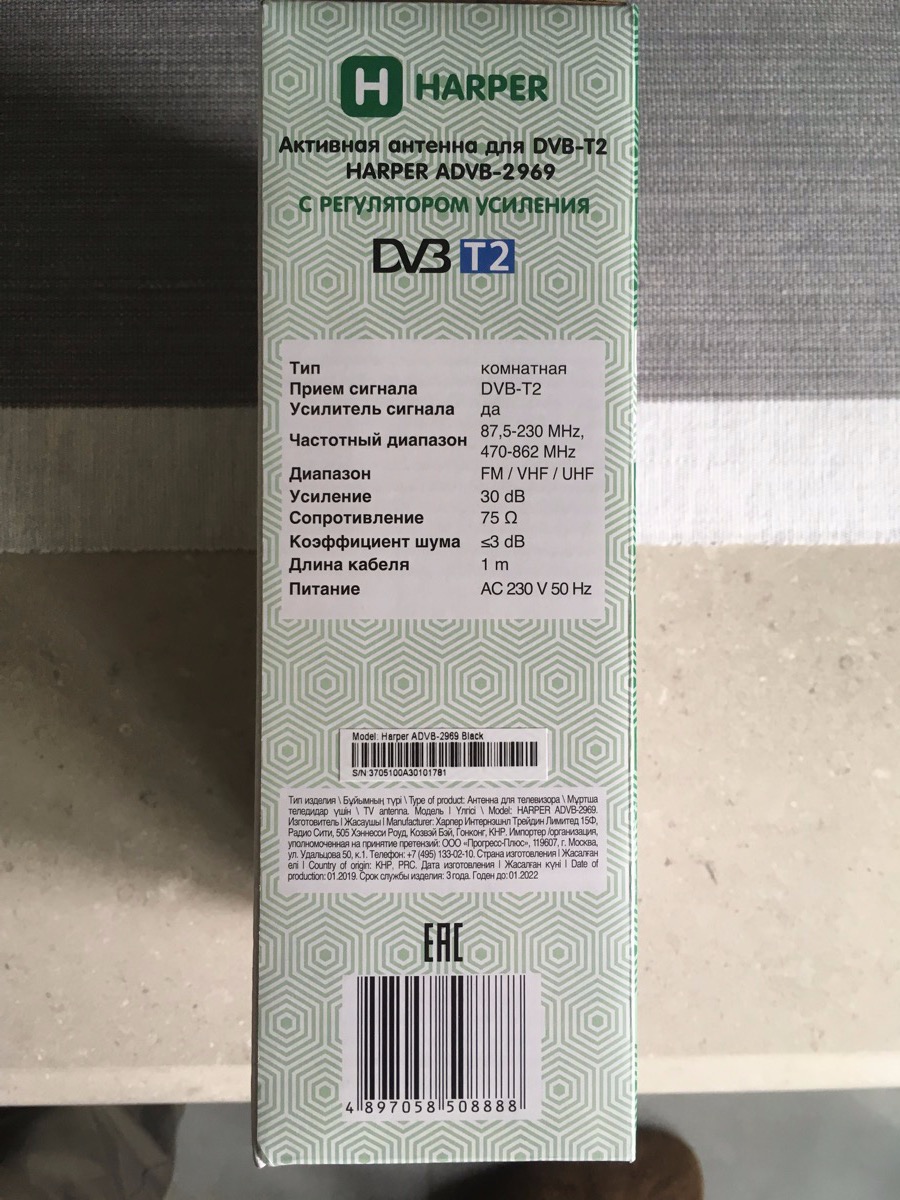 H HARPER
Активная антенна для DVB-T2
HARPER ADVB-2969
С РЕГУЛЯТОРОМ УСИЛЕНИЯ
DVB T2
Тип комнатная
Прием сигнала DVB-T2
Усилитель сигнала да
Частотный диапазон 87,5-230 MHz,
470-862 MHz
Диапазон FM / VHF / UHF
Усиление 30 dB
Сопротивление 75 Ω
Коэффициент шума ≤3 dB
Длина кабеля 1 m
Питание AC 230 V 50 Hz
Model: Harper ADVB-2969 Black
S/N 3705100A30101781
Тип изделия \ Бұйымның түрі \ Type of product: Антенна для телевизора \ Мұртша
теледидар үшін \ TV antenna. Модель | Үлгісі | Model: HARPER ADVB-2969.
Изготовитель | Жасаушы | Manufacturer: Харпер Интернэшнл Трейдин Лимитед 15Ф,
Радио Сити, 505 Хэннесси Роуд, Козвэй Бэй, Гонконг, КНР. Импортер /организация,
уполномоченная на принятие претензий: ООО «Прогресс-Плюс», 119607, г. Москва,
ул. Удальцова 50, к.1. Телефон: +7 (495) 133-02-10. Страна изготовления | Жасалған
елі | Country of origin: КНР, PRC. Дата изготовления | Жасалған күні | Date of
production: 01.2019. Срок службы изделия: 3 года. Годен до: 01.2022
EAC
4 897058 508888